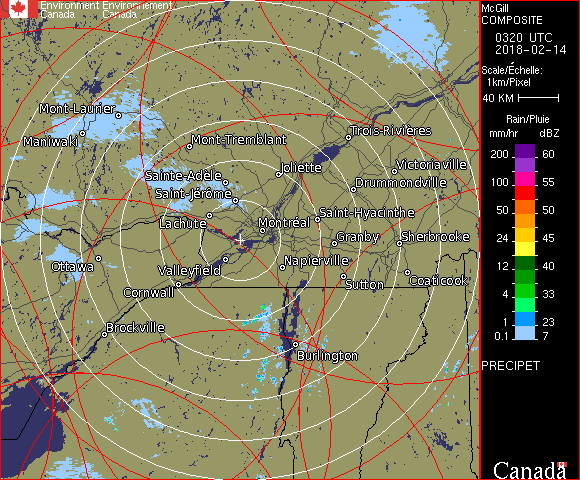 Environment Environnement
Canada Canada
McGill
COMPOSITE
0320 UTC
2018-02-14
Scale/Échelle:
1km/Pixel
40 KM
Rain/Pluie
mm/hr dBZ
200 60
100 55
50 50
24 45
12 40
4 33
1 23
0.1 7
PRECIPET
Canada
Mont-Laurier
Maniwaki
Mont-Tremblant
Trois-Rivières
Joliette
Victoriaville
Sainte-Adèle
Drummondville
Saint-Jérôme
Saint-Hyacinthe
Lachute
Montréal
Granby
Sherbrooke
Ottawa
Valleyfield
Napierville
Cornwall
Sutton
Coaticook
Brockville
Burlington